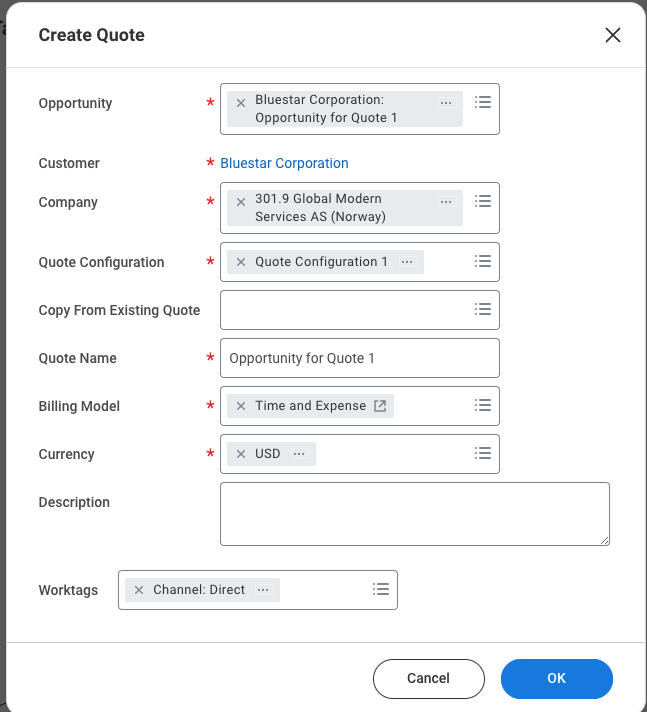 Create Quote
Opportunity * Bluestar Corporation:
Opportunity for Quote 1
Customer * Bluestar Corporation
Company * 301.9 Global Modern
Services AS (Norway)
Quote Configuration * Quote Configuration 1
Copy From Existing Quote
Quote Name * Opportunity for Quote 1
Billing Model * Time and Expense
Currency * USD
Description
Worktags Channel: Direct
Cancel OK